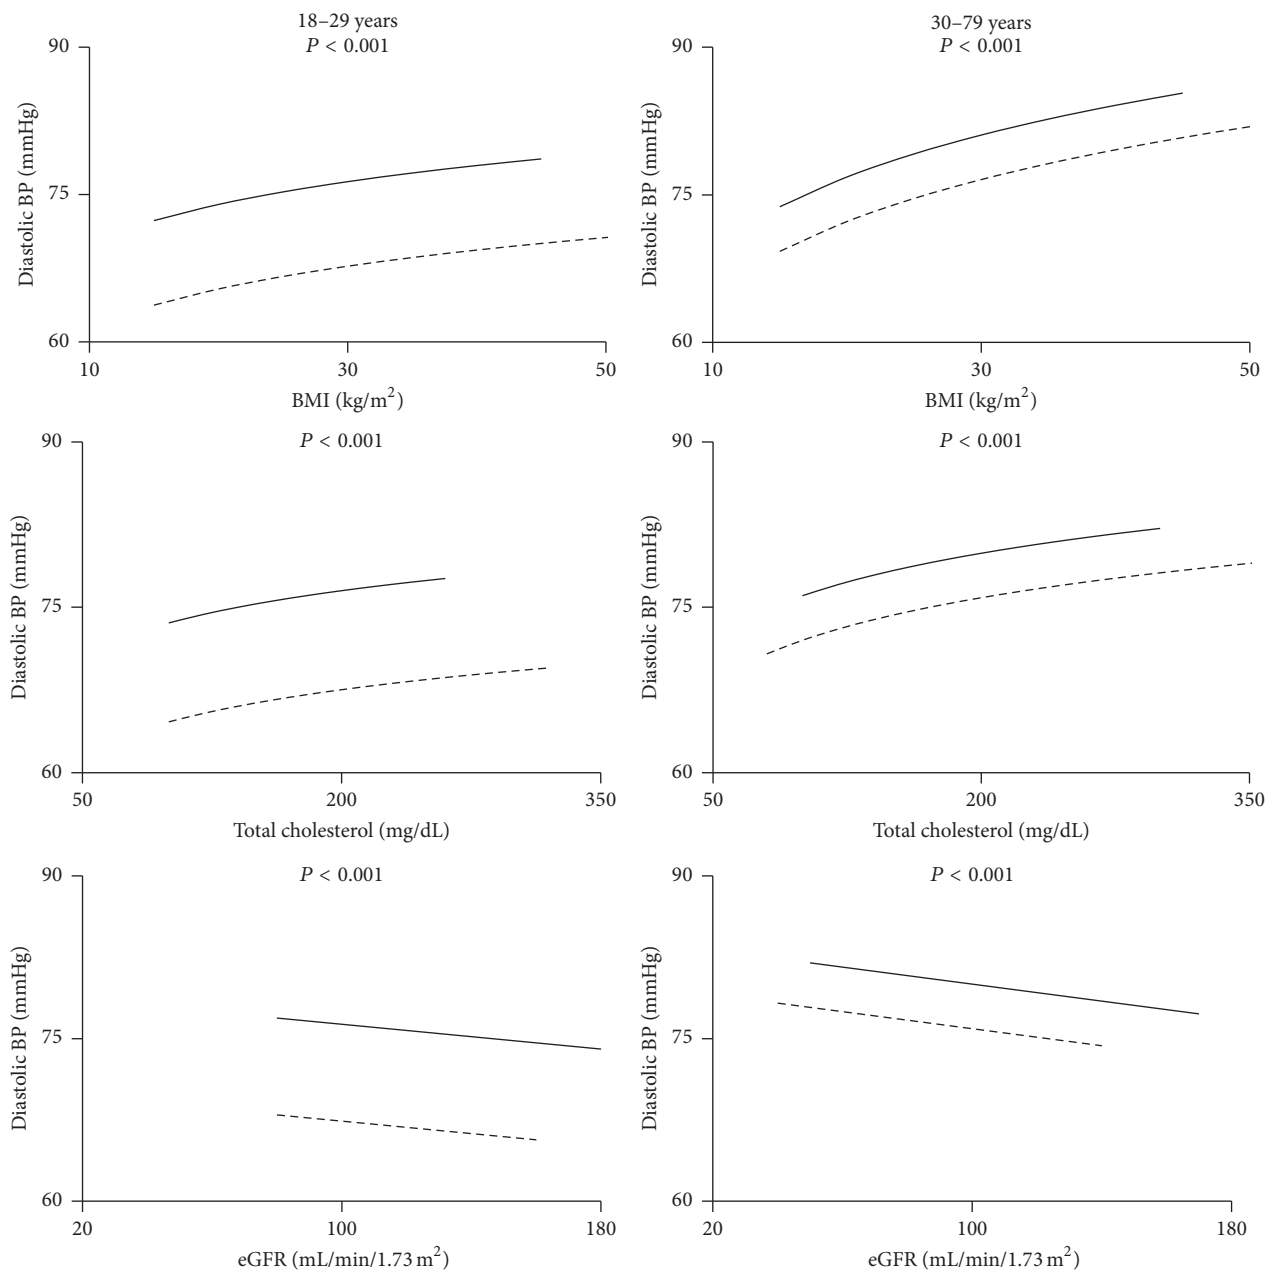 18–29 years
P < 0.001
90
75
60
Diastolic BP (mmHg)
10 30 50
BMI (kg/m²)
30–79 years
P < 0.001
90
75
60
Diastolic BP (mmHg)
10 30 50
BMI (kg/m²)
P < 0.001
90
75
60
Diastolic BP (mmHg)
50 200 350
Total cholesterol (mg/dL)
P < 0.001
90
75
60
Diastolic BP (mmHg)
50 200 350
Total cholesterol (mg/dL)
P < 0.001
90
75
60
Diastolic BP (mmHg)
20 100 180
eGFR (mL/min/1.73 m²)
P < 0.001
90
75
60
Diastolic BP (mmHg)
20 100 180
eGFR (mL/min/1.73 m²)